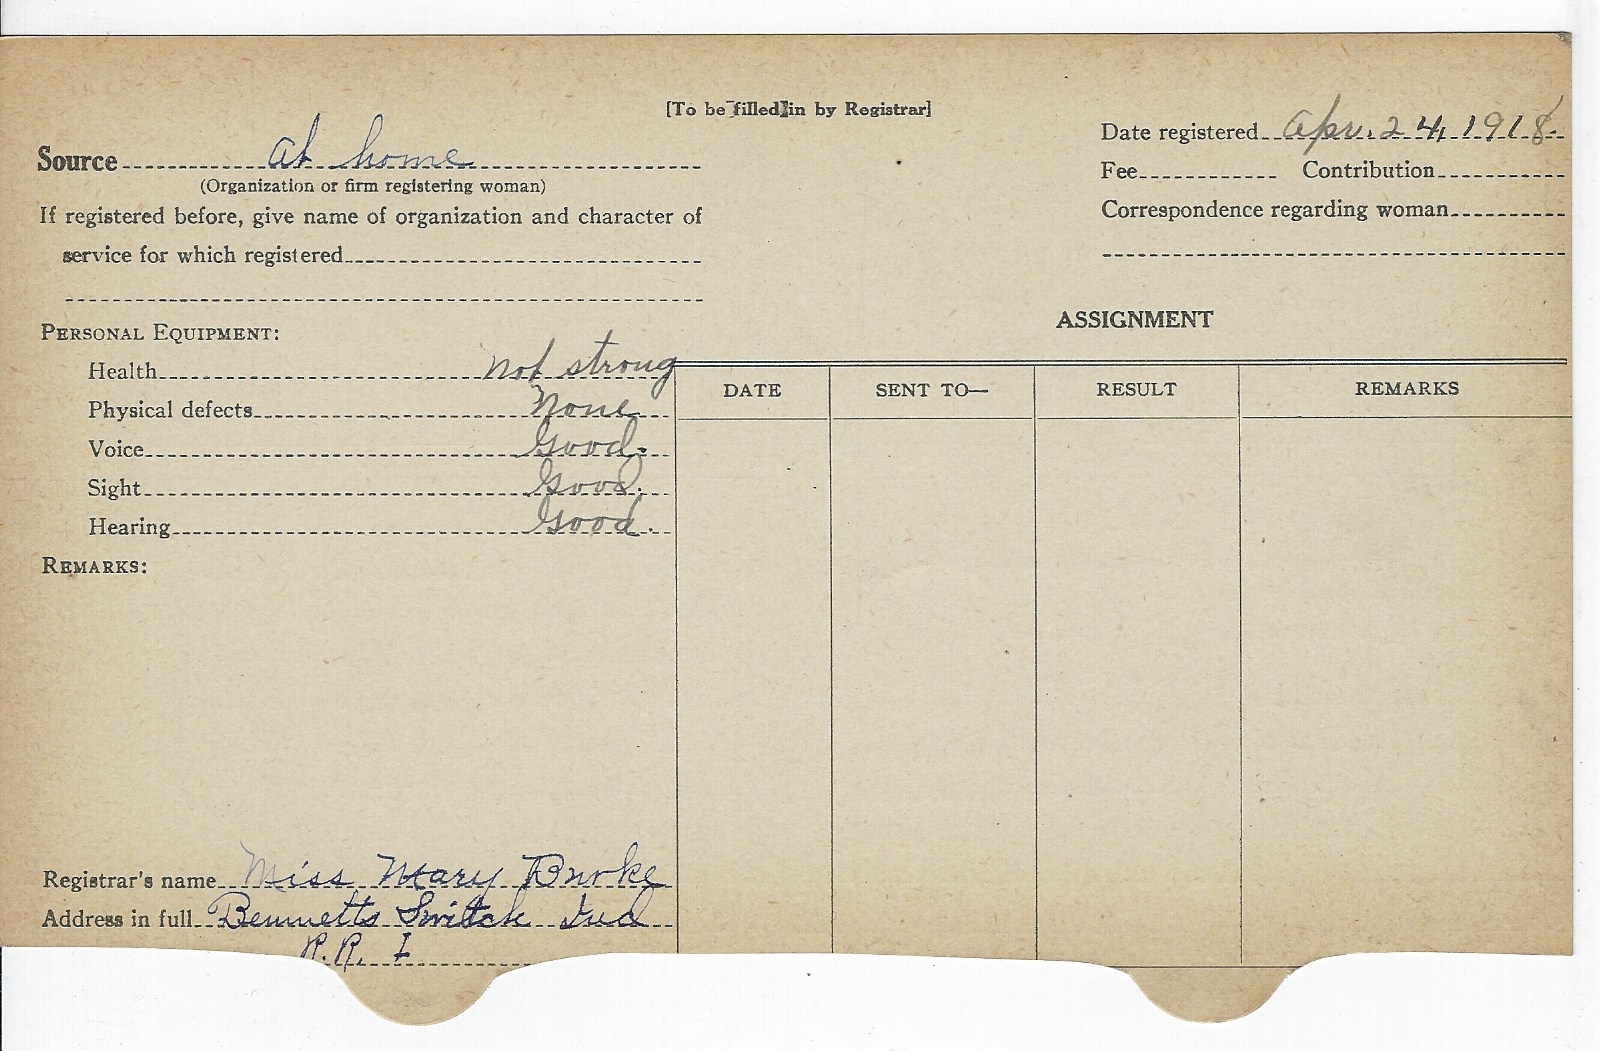 [To be filled in by Registrar]
Date registered Apr. 24, 1918.
Source at home
(Organization or firm registering woman)
Fee Contribution
If registered before, give name of organization and character of
Correspondence regarding woman
service for which registered
ASSIGNMENT
PERSONAL EQUIPMENT:
Health not strong
DATE SENT TO— RESULT REMARKS
Physical defects None
Voice Good.
Sight Good.
Hearing Good.
REMARKS:
Registrar's name Miss Mary Burke
Address in full Bennetts Switch Ind
R.R. 1